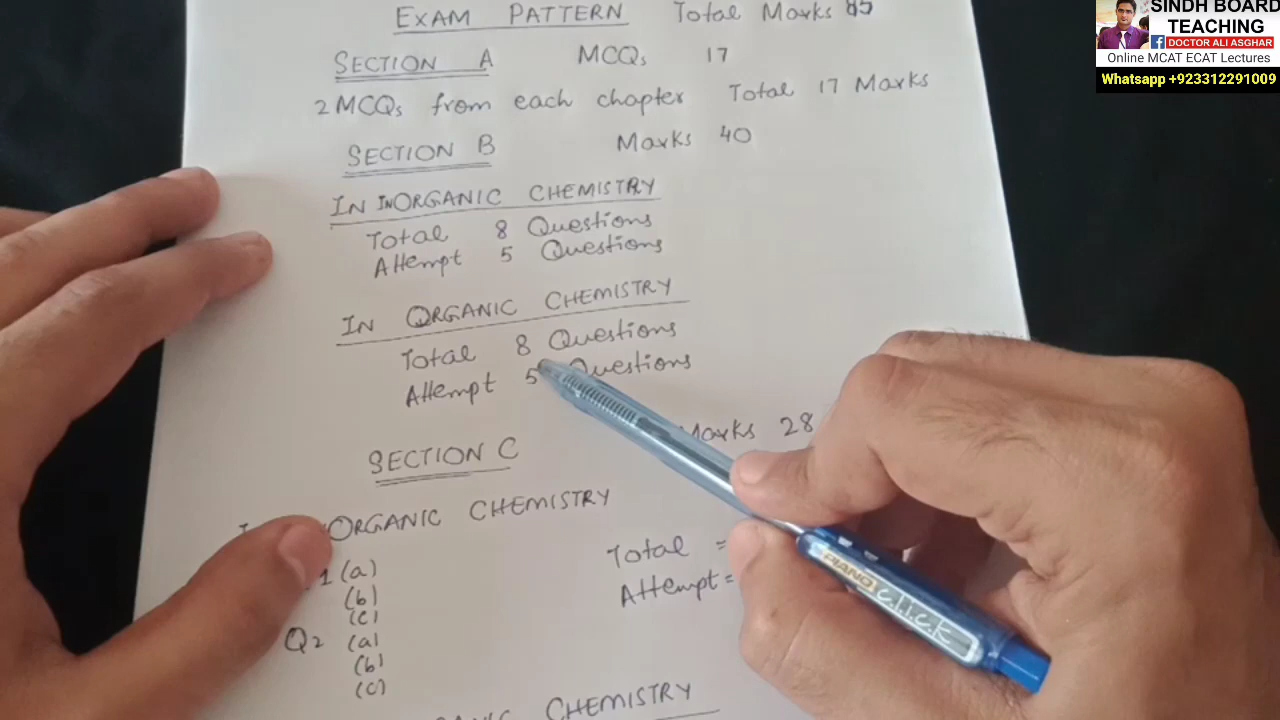 EXAM PATTERN Total Marks 85
SECTION A MCQs 17
2 MCQs from each chapter Total 17 Marks
SECTION B Marks 40
IN INORGANIC CHEMISTRY
Total 8 Questions
Attempt 5 Questions
IN ORGANIC CHEMISTRY
Total 8 Questions
Attempt 5 Questions
SECTION C Marks 28
ORGANIC CHEMISTRY
1 (a)
(b)
(c)
Q2 (a)
(b)
(c)
Total =
Attempt =
CHEMISTRY
SINDH BOARD
TEACHING
DOCTOR ALI ASGHAR
Online MCAT ECAT Lectures
Whatsapp +923312291009
PIANO click